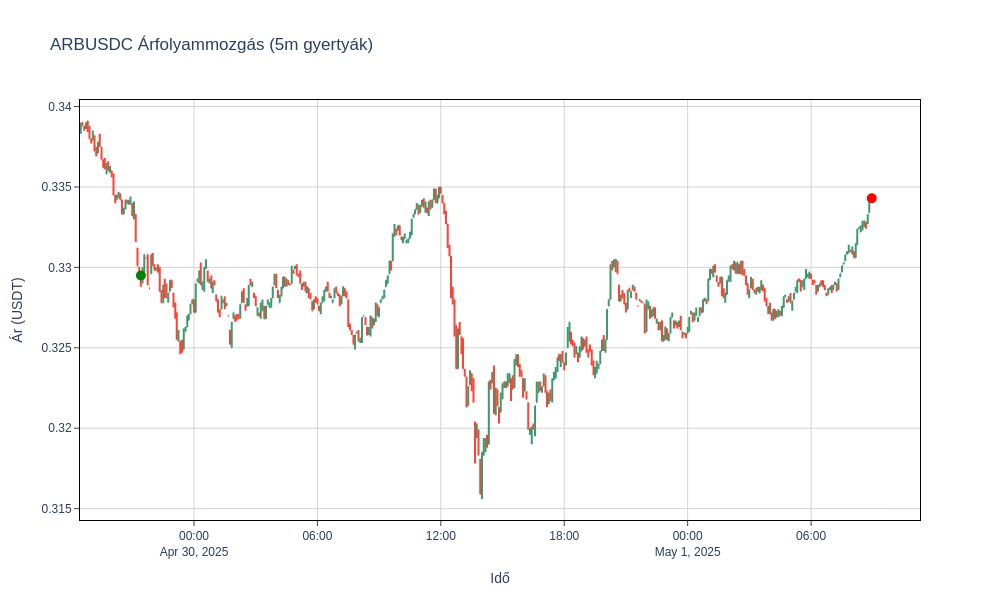 ARBUSDC Árfolyammozgás (5m gyertyák)
0.34
0.335
0.33
0.325
0.32
0.315
Ár (USDT)
00:00 06:00 12:00 18:00 00:00 06:00
Apr 30, 2025 May 1, 2025
Idő